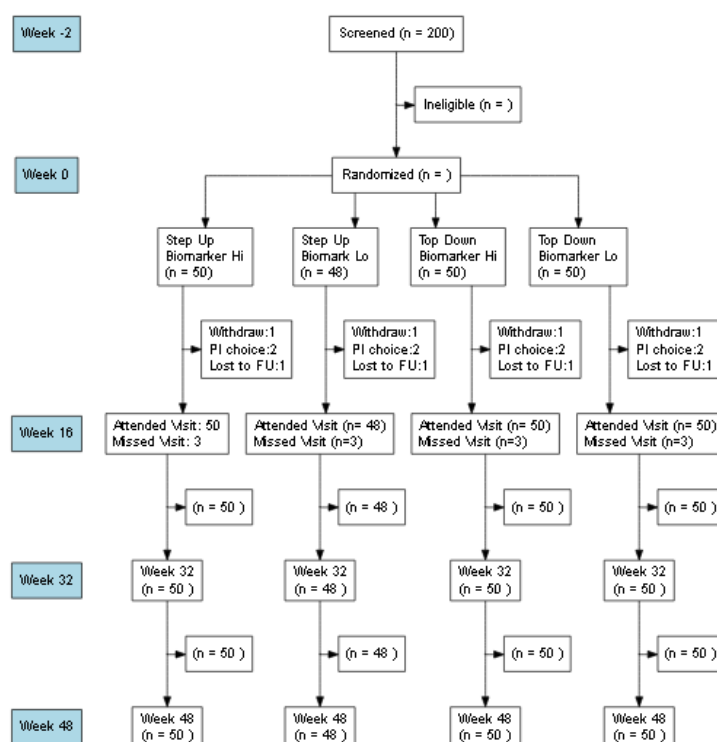 Week -2
Screened (n = 200)
Ineligible (n = )
Week 0
Randomized (n = )
Step Up
Biomarker Hi
(n = 50)
Step Up
Biomark Lo
(n = 48)
Top Down
Biomarker Hi
(n = 50)
Top Down
Biomarker Lo
(n = 50)
Withdraw:1
PI choice:2
Lost to FU:1
Withdraw:1
PI choice:2
Lost to FU:1
Withdraw:1
PI choice:2
Lost to FU:1
Withdraw:1
PI choice:2
Lost to FU:1
Week 16
Attended Visit: 50
Missed Visit: 3
Attended Visit (n= 48)
Missed Visit (n=3)
Attended Visit (n= 50)
Missed Visit (n=3)
Attended Visit (n= 50)
Missed Visit (n=3)
(n = 50 )
(n = 48 )
(n = 50 )
(n = 50 )
Week 32
Week 32
(n = 50 )
Week 32
(n = 48 )
Week 32
(n = 50 )
Week 32
(n = 50 )
(n = 50 )
(n = 48 )
(n = 50 )
(n = 50 )
Week 48
Week 48
(n = 50 )
Week 48
(n = 48 )
Week 48
(n = 50 )
Week 48
(n = 50 )